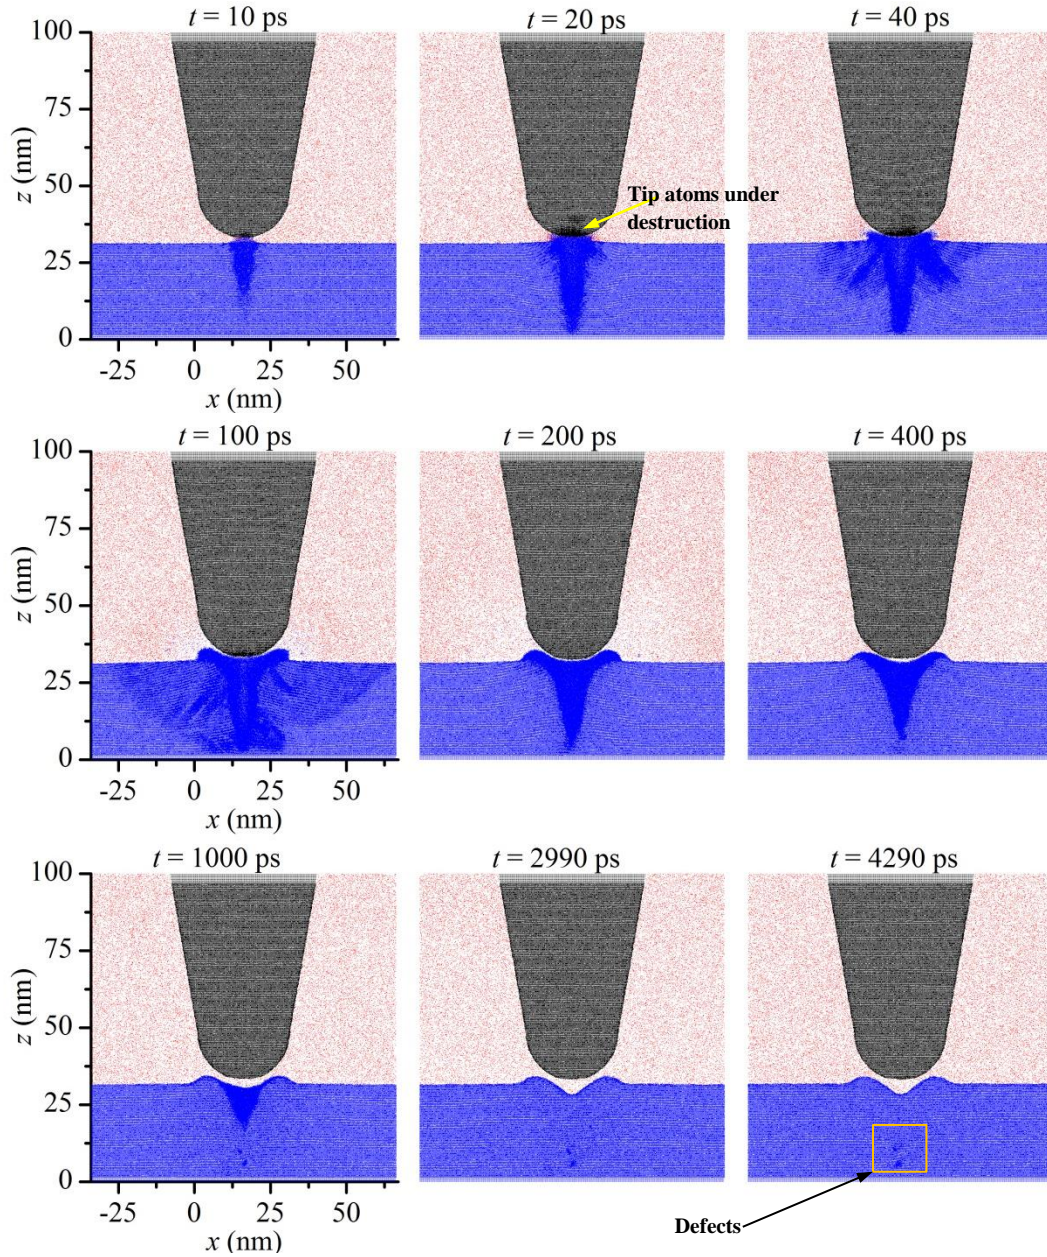 t = 10 ps
t = 20 ps
t = 40 ps
100
75
50
25
0
z (nm)
Tip atoms under
destruction
-25 0 25 50
x (nm)
t = 100 ps
t = 200 ps
t = 400 ps
100
75
50
25
0
z (nm)
-25 0 25 50
x (nm)
t = 1000 ps
t = 2990 ps
t = 4290 ps
100
75
50
25
0
z (nm)
-25 0 25 50
x (nm)
Defects